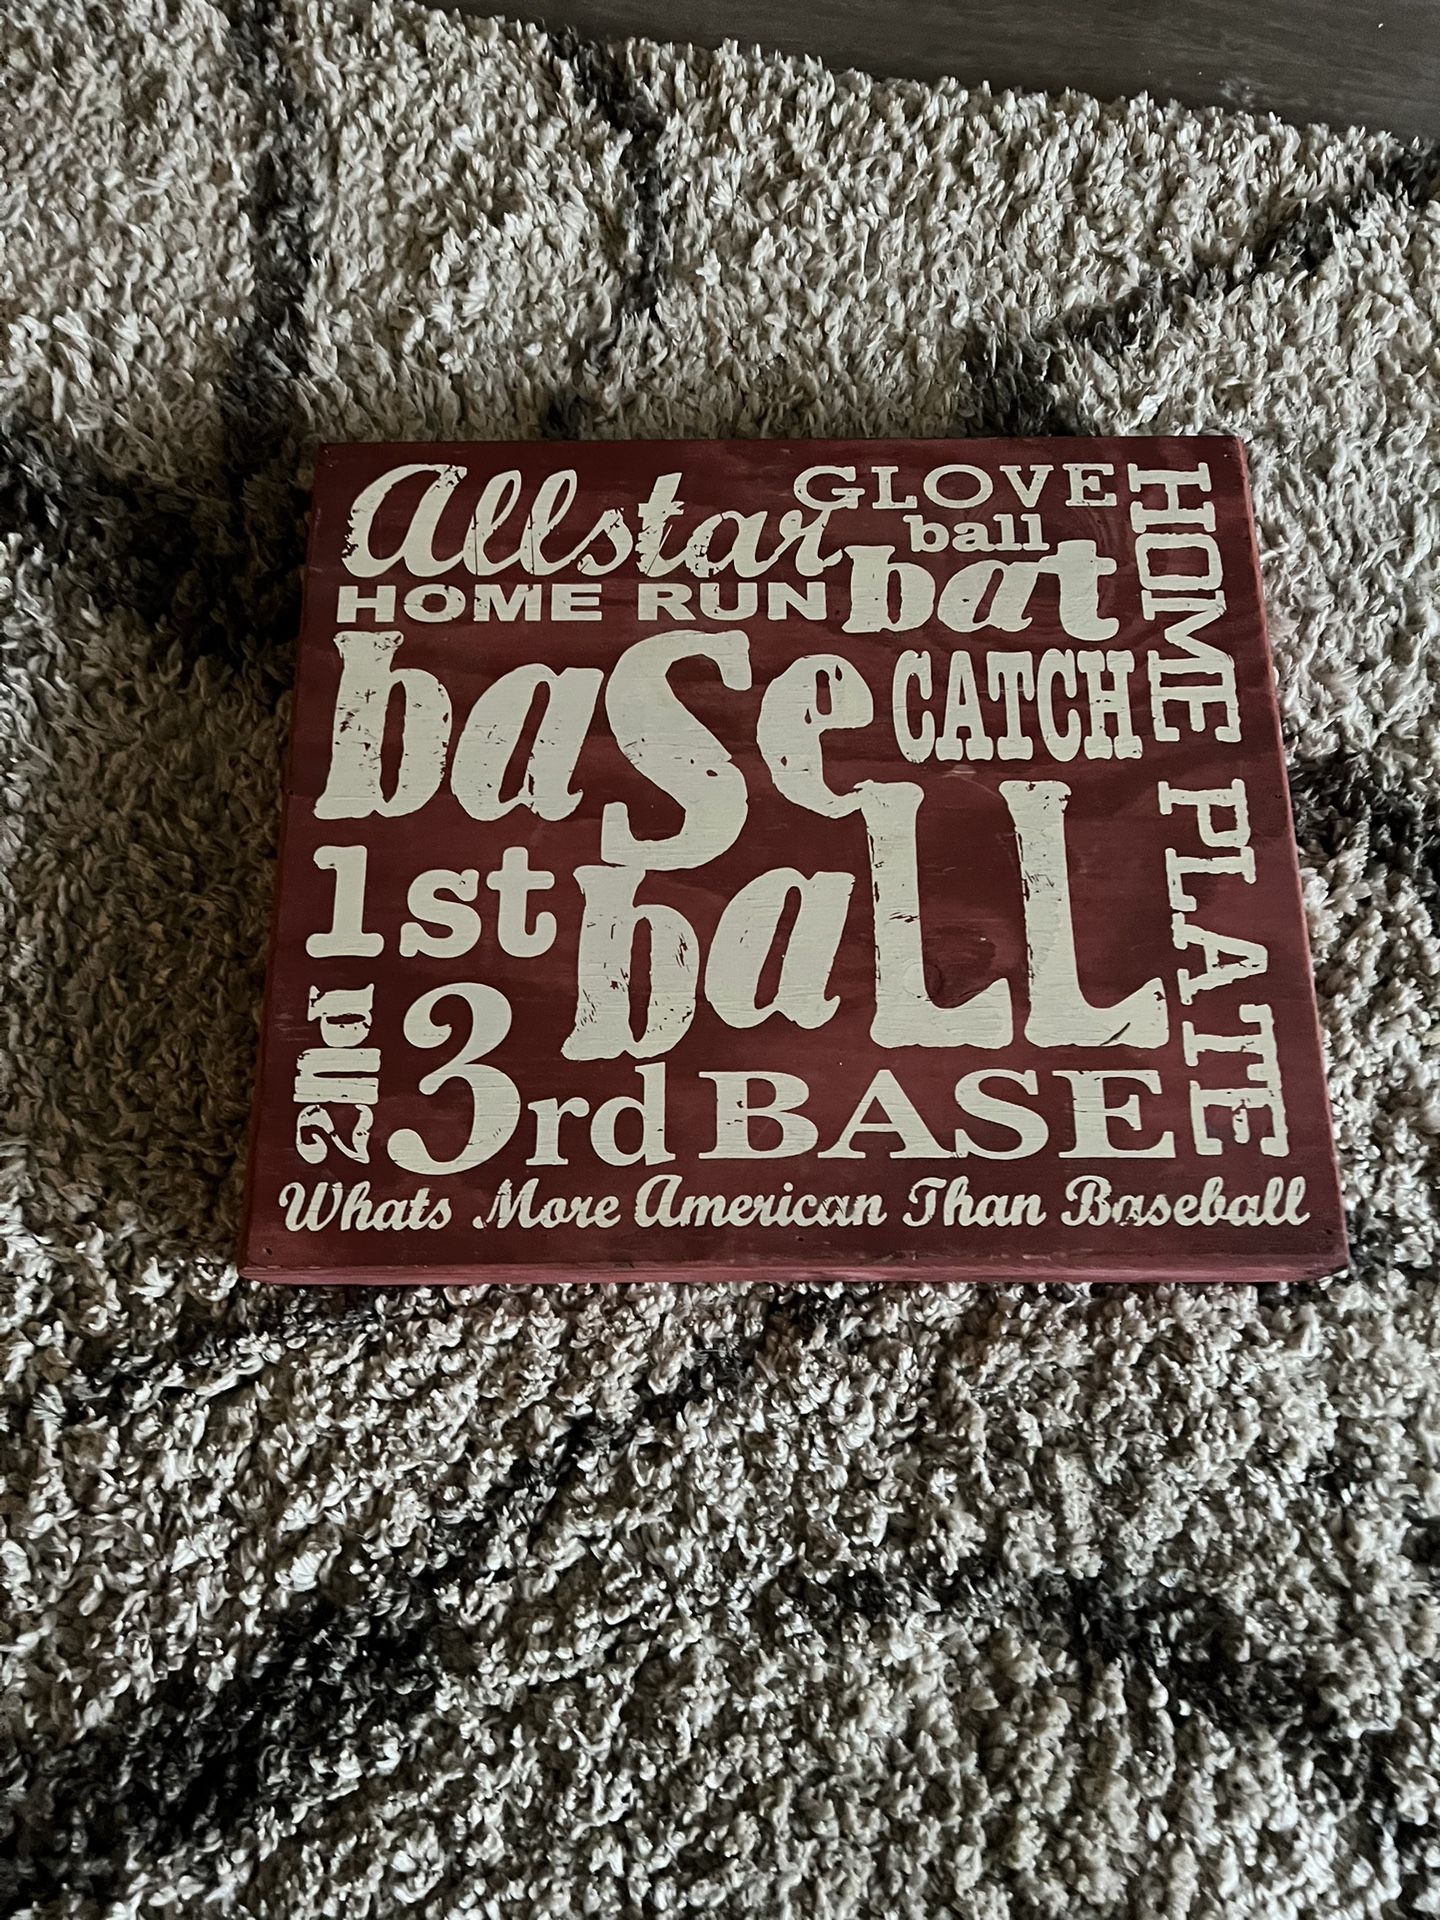 Allstar
GLOVE
ball
HOME RUN
bat
HOME PLATE
baSe
CATCH
1st
baLL
2nd
3rd BASE
Whats More American Than Baseball